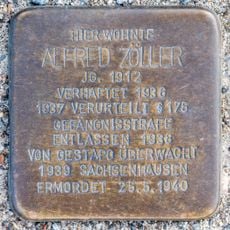 HIER WOHNTE
ALFRED ZÖLLER
JG. 1912
VERHAFTET 1936
1937 VERURTEILT §175
GEFÄNGNISSTRAFE
ENTLASSEN 1938
VON GESTAPO ÜBERWACHT
1939 SACHSENHAUSEN
ERMORDET 25.5.1940